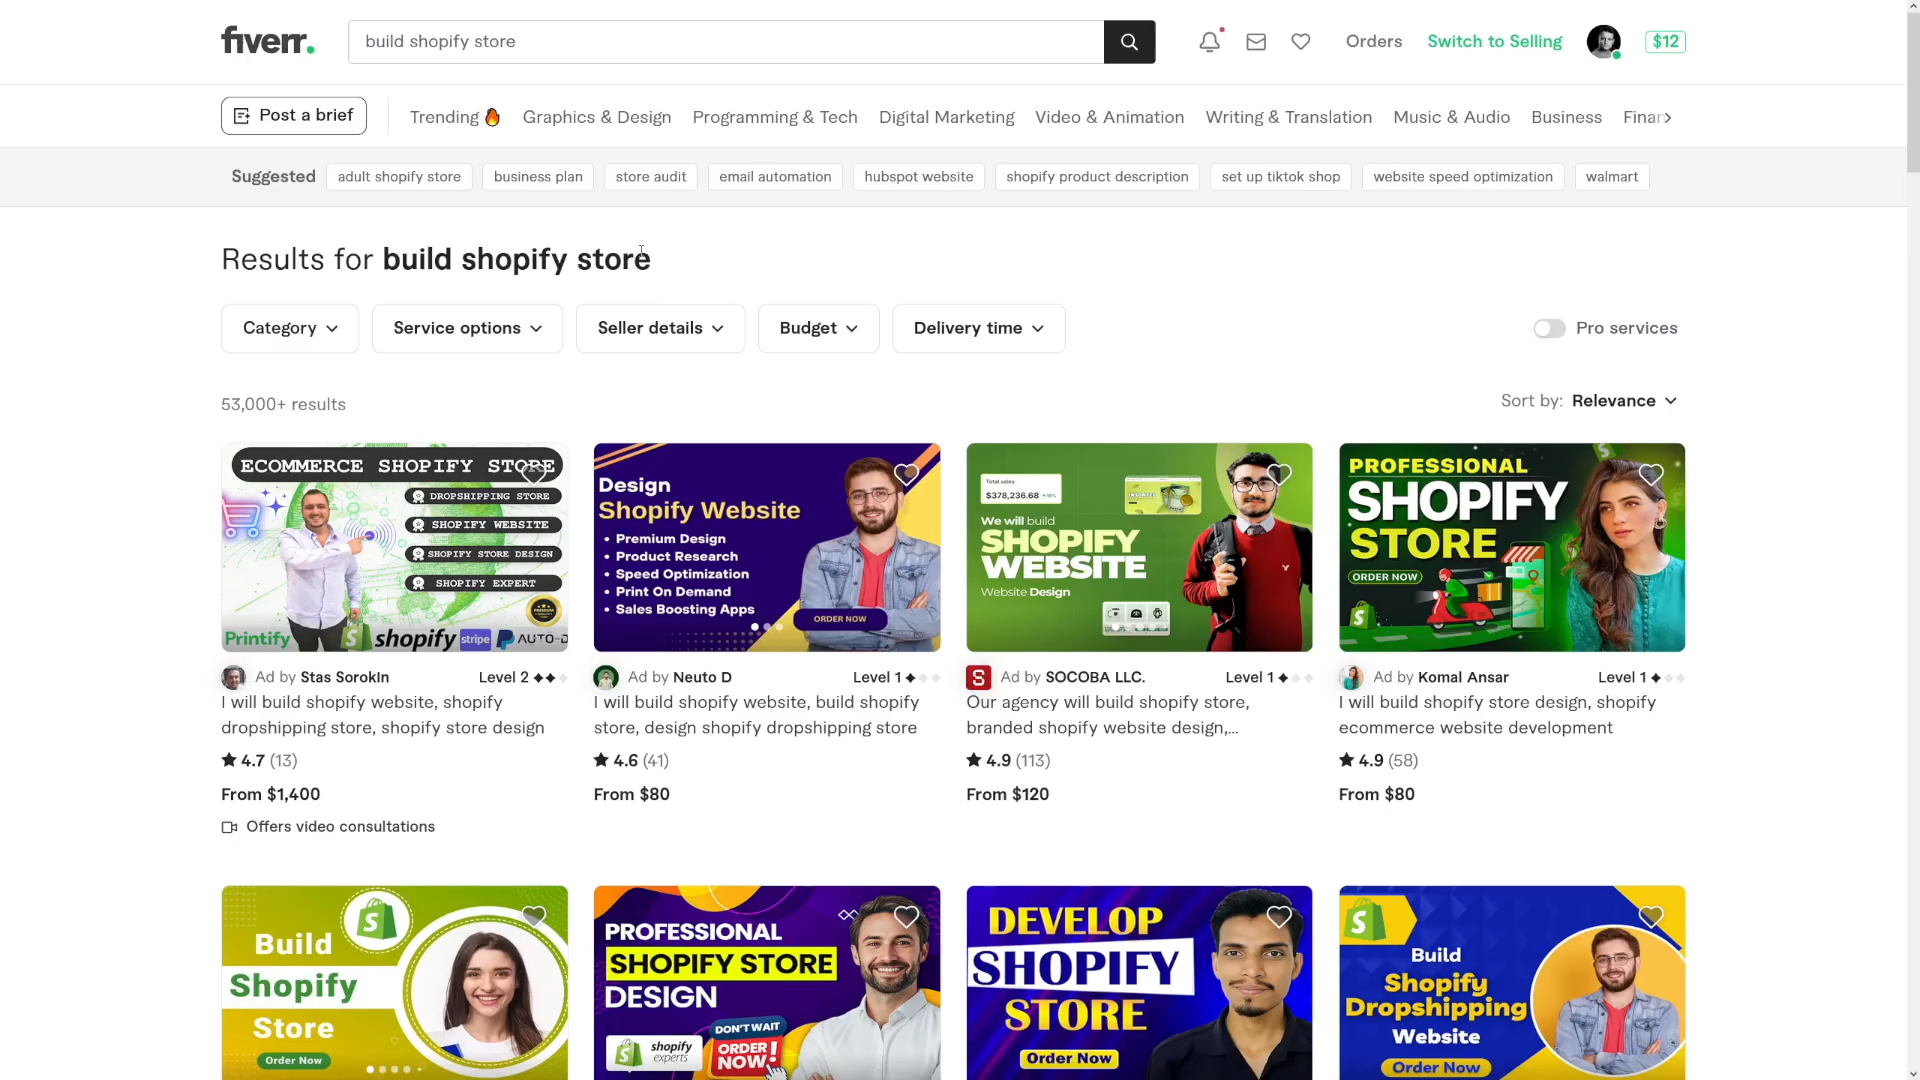 fiverr.
build shopify store
Orders
Switch to Selling
$12
Post a brief
Trending
Graphics & Design
Programming & Tech
Digital Marketing
Video & Animation
Writing & Translation
Music & Audio
Business
Finan
Suggested
adult shopify store
business plan
store audit
email automation
hubspot website
shopify product description
set up tiktok shop
website speed optimization
walmart
Results for build shopify store
Category
Service options
Seller details
Budget
Delivery time
Pro services
53,000+ results
Sort by: Relevance
ECOMMERCE SHOPIFY STORE
DROPSHIPPING STORE
SHOPIFY WEBSITE
SHOPIFY STORE DESIGN
SHOPIFY EXPERT
Printify
shopify
stripe
AUTO-D
Ad by Stas Sorokin
Level 2
I will build shopify website, shopify
dropshipping store, shopify store design
4.7 (13)
From $1,400
Offers video consultations
Design
Shopify Website
• Premium Design
• Product Research
• Speed Optimization
• Print On Demand
• Sales Boosting Apps
ORDER NOW
Ad by Neuto D
Level 1
I will build shopify website, build shopify
store, design shopify dropshipping store
4.6 (41)
From $80
Total sales
$378,236.68
We will build
SHOPIFY
WEBSITE
Website Design
Ad by SOCOBA LLC.
Level 1
Our agency will build shopify store,
branded shopify website design,...
4.9 (113)
From $120
PROFESSIONAL
SHOPIFY
STORE
ORDER NOW
Ad by Komal Ansar
Level 1
I will build shopify store design, shopify
ecommerce website development
4.9 (58)
From $80
Build
Shopify
Store
Order Now
PROFESSIONAL
SHOPIFY STORE
DESIGN
shopify
experts
DON'T WAIT
ORDER
NOW!
DEVELOP
SHOPIFY
STORE
Order Now
Build
Shopify
Dropshipping
Website
Order Now